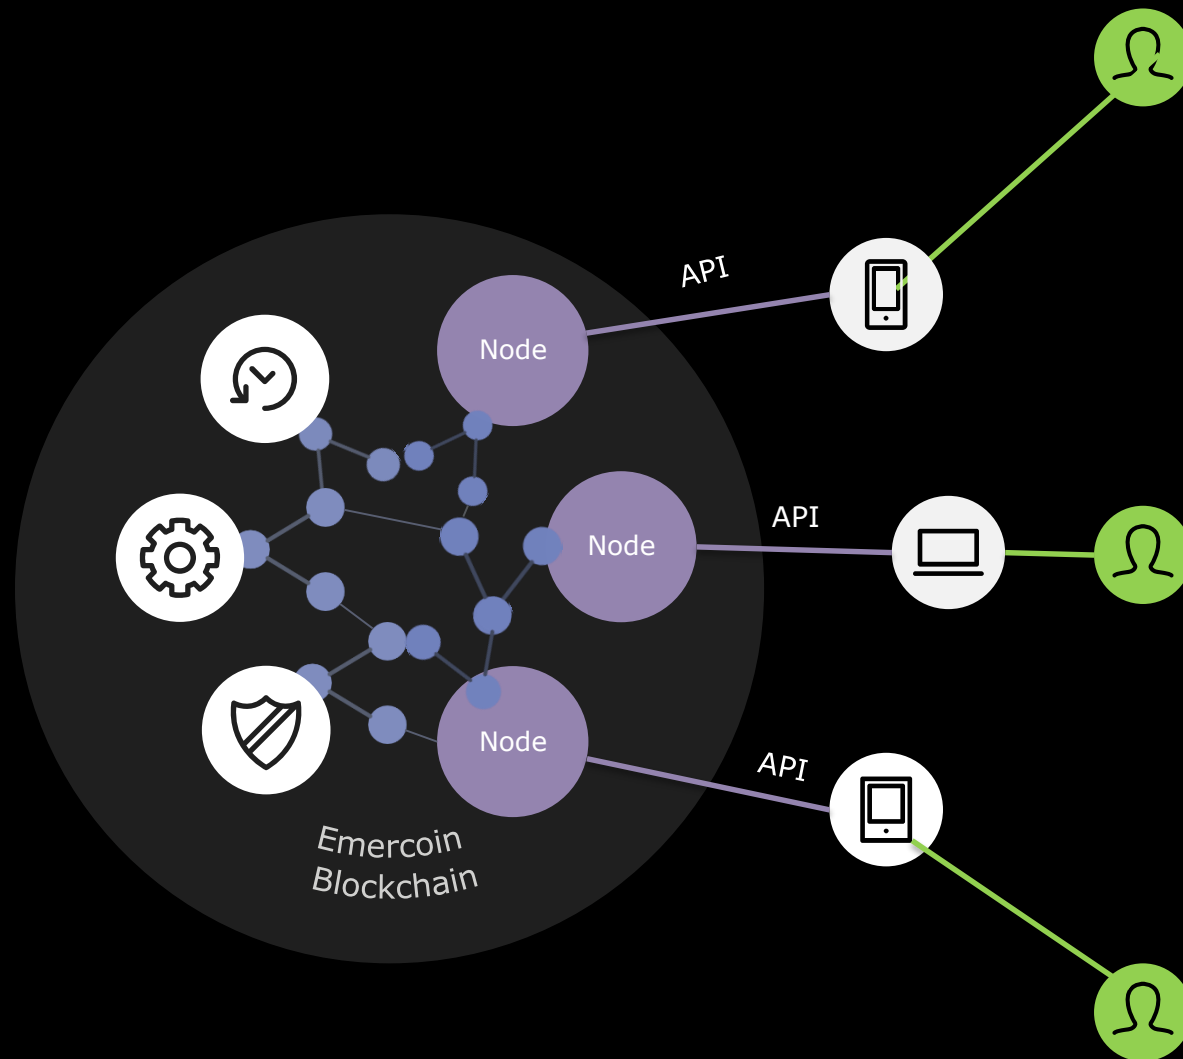 API
Node
API
Node
Node
API
Emercoin
Blockchain